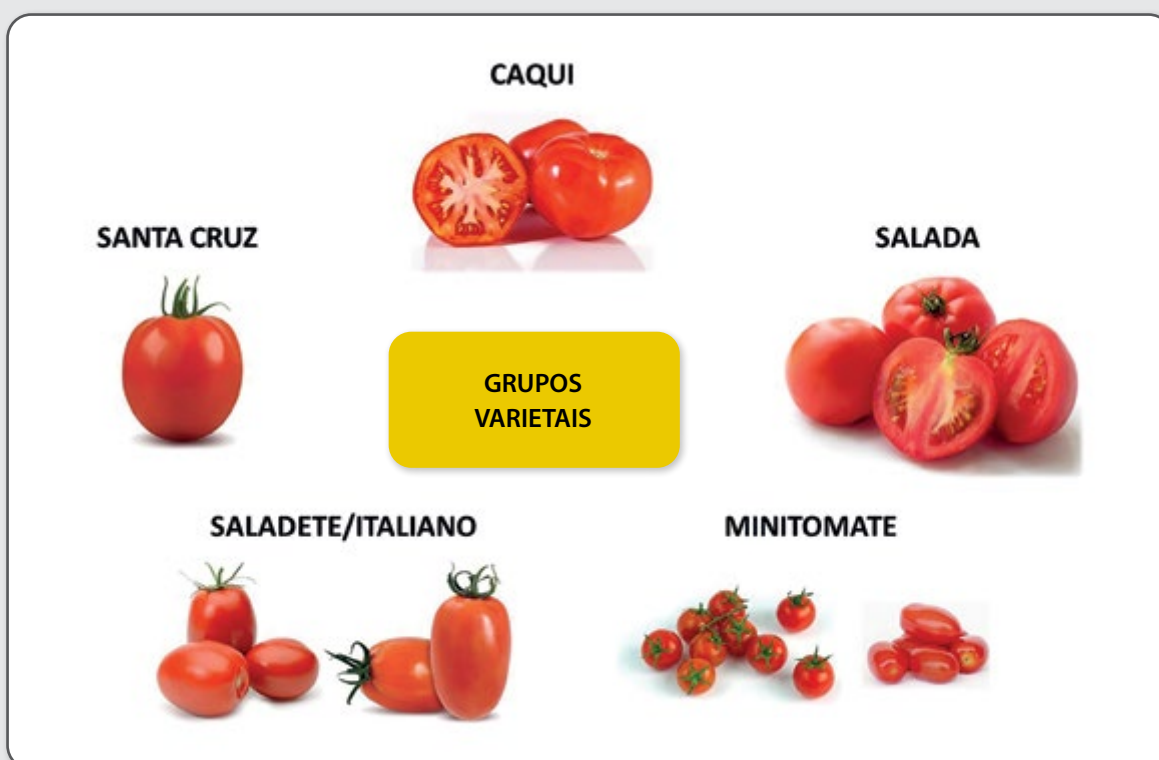 CAQUI
SANTA CRUZ
SALADA
GRUPOS
VARIETAIS
SALADETE/ITALIANO
MINITOMATE